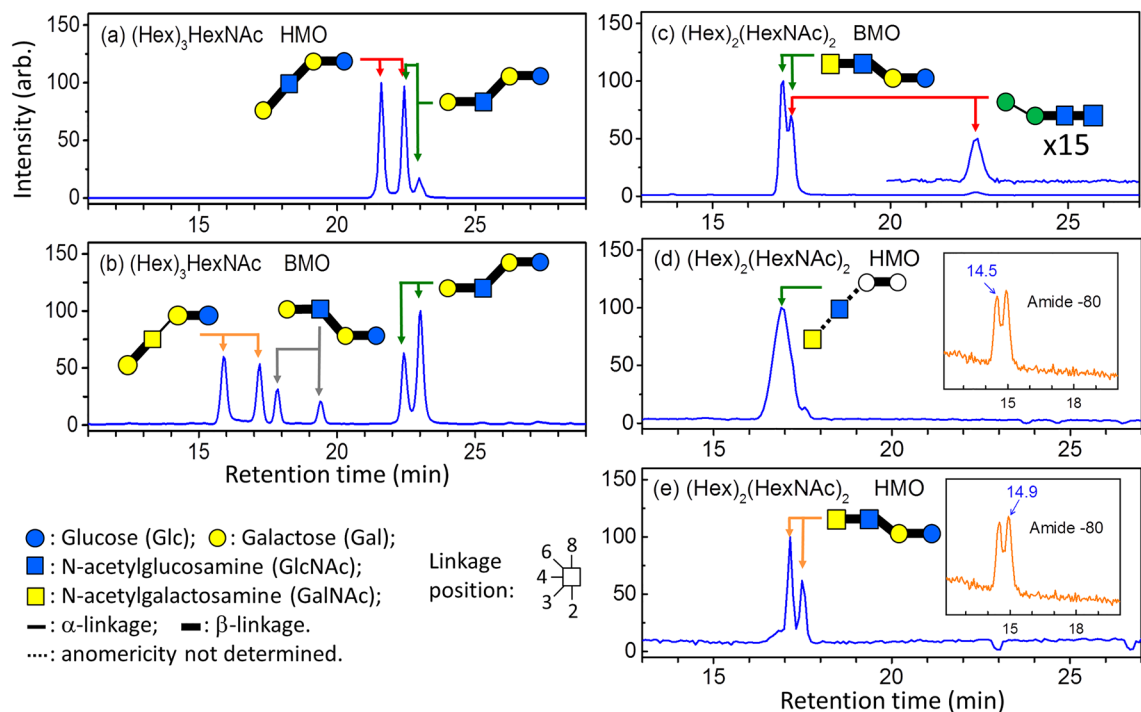 Intensity (arb.)
(a) (Hex)₃HexNAc HMO
150
100
50
0
15 20 25
(b) (Hex)₃HexNAc BMO
150
100
50
0
15 20 25
Retention time (min)
: Glucose (Glc); : Galactose (Gal);
: N-acetylglucosamine (GlcNAc);
: N-acetylgalactosamine (GalNAc);
: α-linkage; : β-linkage.
: anomericity not determined.
Linkage
position:
8
6
4
3
2
(c) (Hex)₂(HexNAc)₂ BMO
x15
150
100
50
0
15 20 25
(d) (Hex)₂(HexNAc)₂ HMO
14.5
Amide -80
15 18
150
100
50
0
15 20 25
(e) (Hex)₂(HexNAc)₂ HMO
14.9
Amide -80
15 18
150
100
50
0
13 15 17 19 21 23 25
Retention time (min)